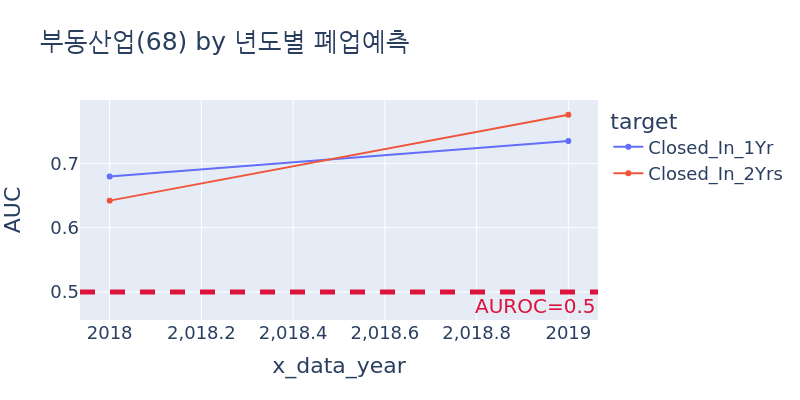 부동산업(68) by 년도별 폐업예측
target
Closed_In_1Yr
Closed_In_2Yrs
AUC
0.7
0.6
0.5
AUROC=0.5
2018 2,018.2 2,018.4 2,018.6 2,018.8 2019
x_data_year